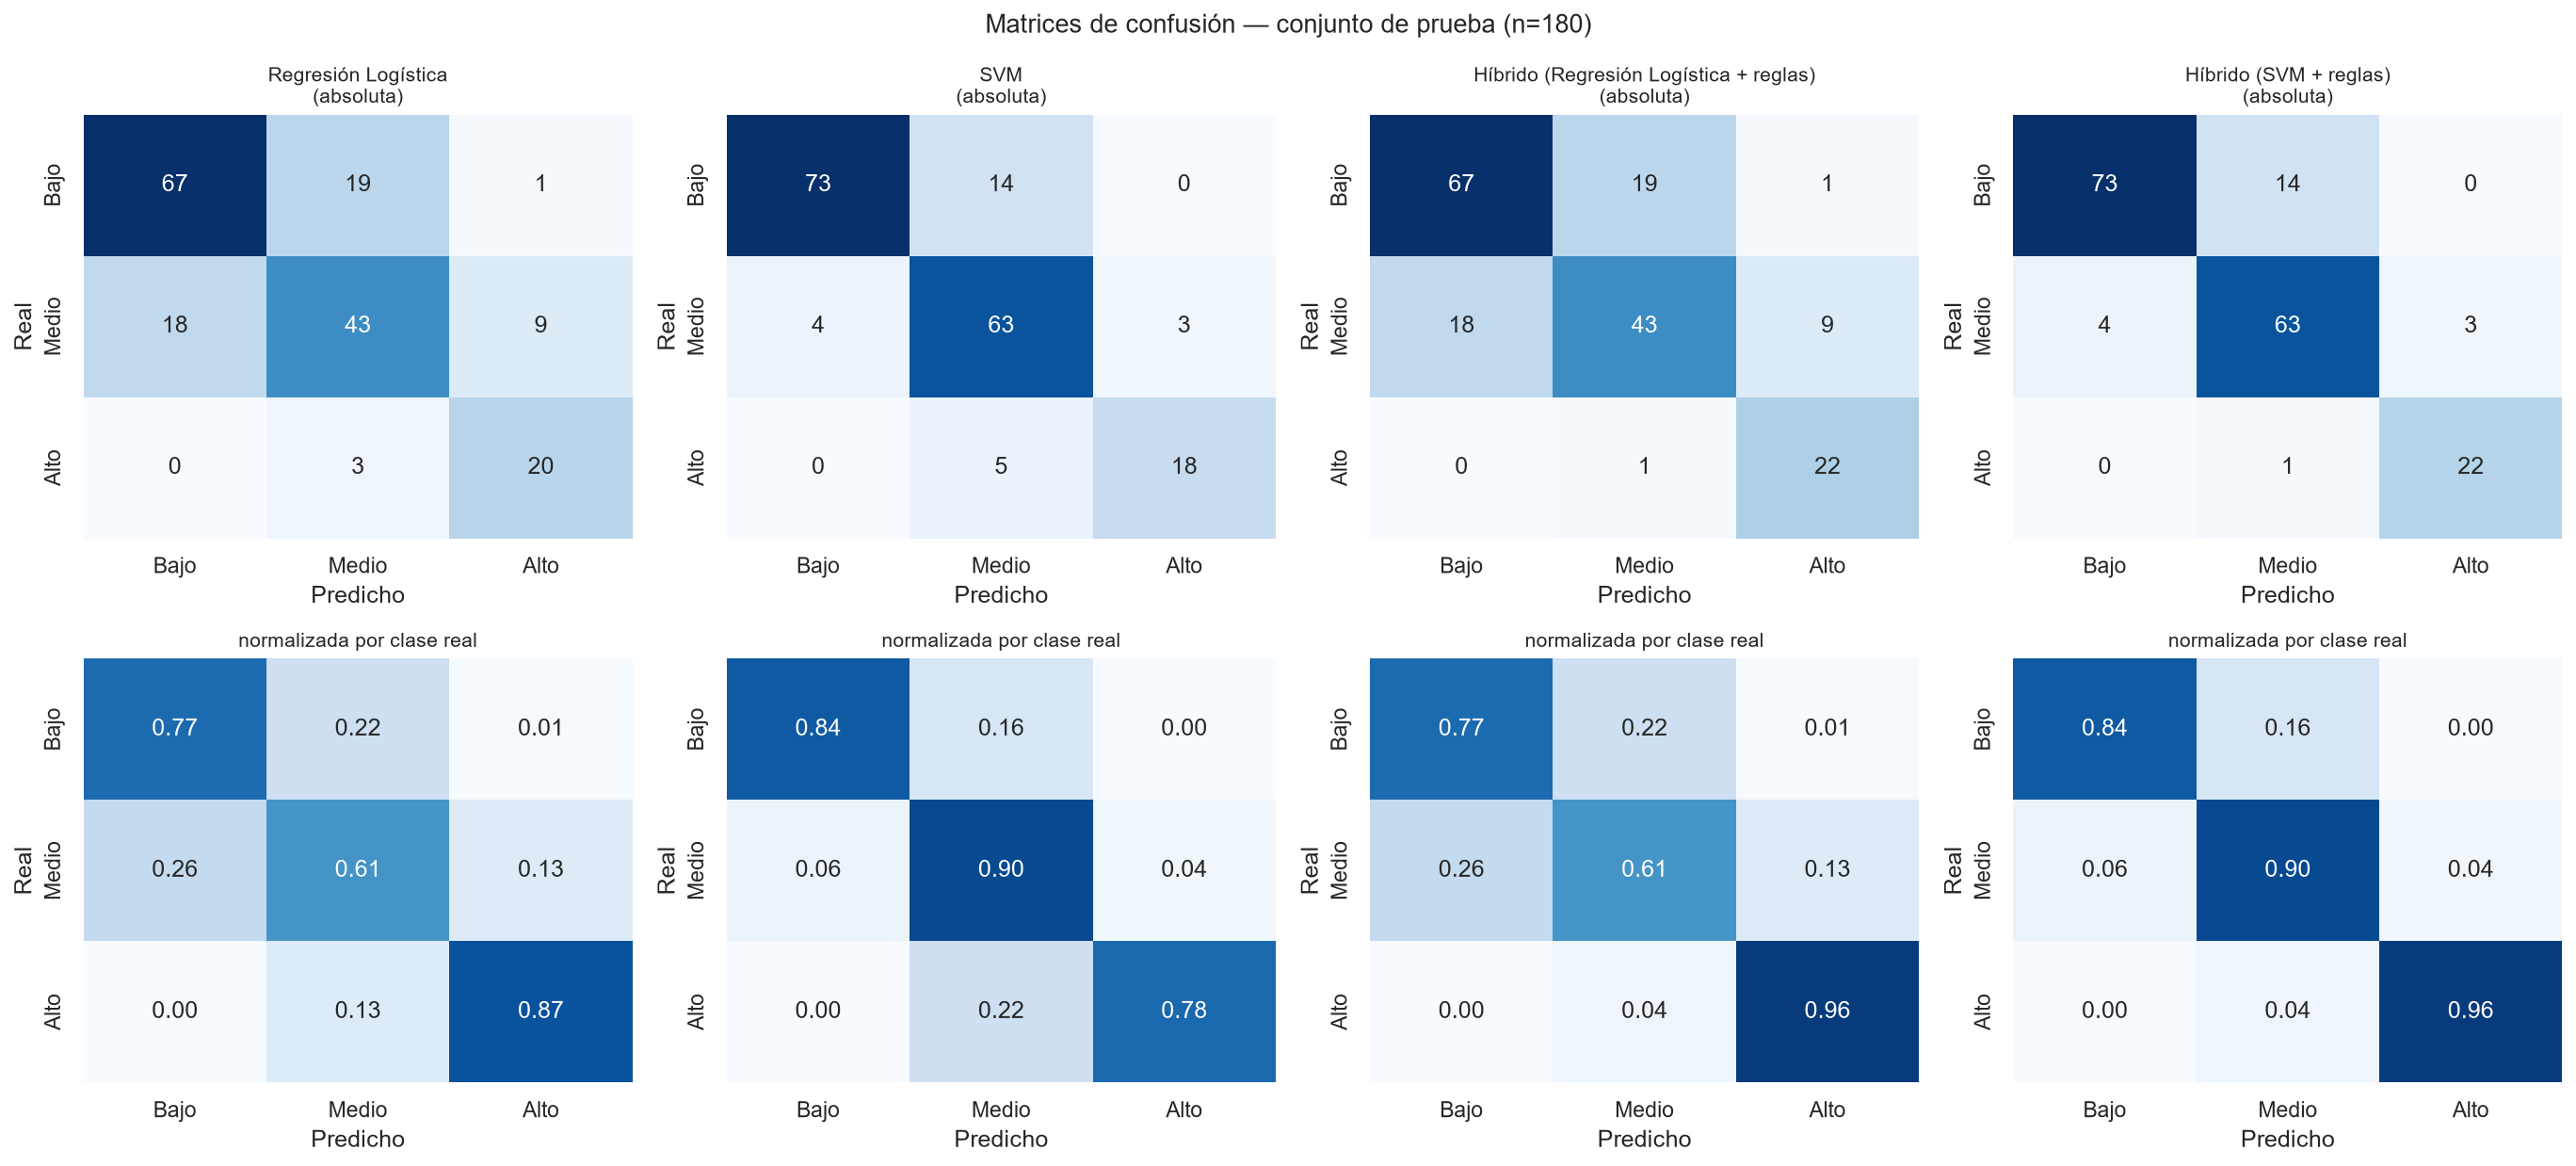 Matrices de confusión — conjunto de prueba (n=180)
Regresión Logística
(absoluta)
Real
Bajo 67 19 1
Medio 18 43 9
Alto 0 3 20
Bajo Medio Alto
Predicho
SVM
(absoluta)
Real
Bajo 73 14 0
Medio 4 63 3
Alto 0 5 18
Bajo Medio Alto
Predicho
Híbrido (Regresión Logística + reglas)
(absoluta)
Real
Bajo 67 19 1
Medio 18 43 9
Alto 0 1 22
Bajo Medio Alto
Predicho
Híbrido (SVM + reglas)
(absoluta)
Real
Bajo 73 14 0
Medio 4 63 3
Alto 0 1 22
Bajo Medio Alto
Predicho
normalizada por clase real
Real
Bajo 0.77 0.22 0.01
Medio 0.26 0.61 0.13
Alto 0.00 0.13 0.87
Bajo Medio Alto
Predicho
normalizada por clase real
Real
Bajo 0.84 0.16 0.00
Medio 0.06 0.90 0.04
Alto 0.00 0.22 0.78
Bajo Medio Alto
Predicho
normalizada por clase real
Real
Bajo 0.77 0.22 0.01
Medio 0.26 0.61 0.13
Alto 0.00 0.04 0.96
Bajo Medio Alto
Predicho
normalizada por clase real
Real
Bajo 0.84 0.16 0.00
Medio 0.06 0.90 0.04
Alto 0.00 0.04 0.96
Bajo Medio Alto
Predicho